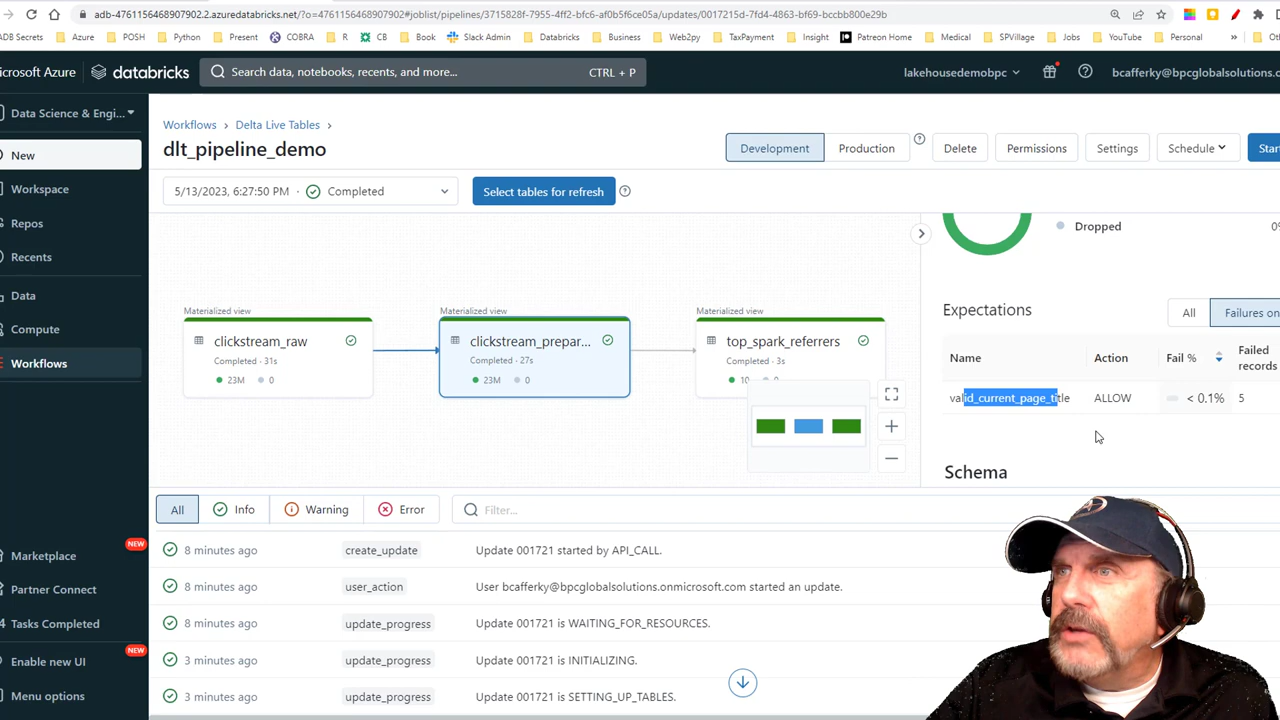 adb-4761156468907902.2.azuredatabricks.net/?o=4761156468907902#joblist/pipelines/3715828f-7955-4ff2-bfc6-af0b5f6ce05a/updates/0017215d-7fd4-4863-bf69-bccbb800e29b
ADB Secrets Azure POSH Python Present COBRA R CB Book Slack Admin Databricks Business Web2py TaxPayment Insight Patreon Home Medical SPVillage Jobs YouTube Personal » Ot
icrosoft Azure databricks Search data, notebooks, recents, and more... CTRL + P lakehousedemobpc bcafferky@bpcglobalsolutions.
Data Science & Engi...
New
Workspace
Repos
Recents
Data
Compute
Workflows
Marketplace NEW
Partner Connect
Tasks Completed
Enable new UI NEW
Menu options
Workflows › Delta Live Tables ›
dlt_pipeline_demo
Development Production Delete Permissions Settings Schedule Star
5/13/2023, 6:27:50 PM · Completed Select tables for refresh
Materialized view
clickstream_raw
Completed · 31s
23M 0
Materialized view
clickstream_prepar...
Completed · 27s
23M 0
Materialized view
top_spark_referrers
Completed · 3s
10 0
Dropped 0%
Expectations All Failures on
Name Action Fail % Failed records
valid_current_page_title ALLOW < 0.1% 5
Schema
All Info Warning Error Filter...
8 minutes ago create_update Update 001721 started by API_CALL.
8 minutes ago user_action User bcafferky@bpcglobalsolutions.onmicrosoft.com started an update.
8 minutes ago update_progress Update 001721 is WAITING_FOR_RESOURCES.
3 minutes ago update_progress Update 001721 is INITIALIZING.
3 minutes ago update_progress Update 001721 is SETTING_UP_TABLES.